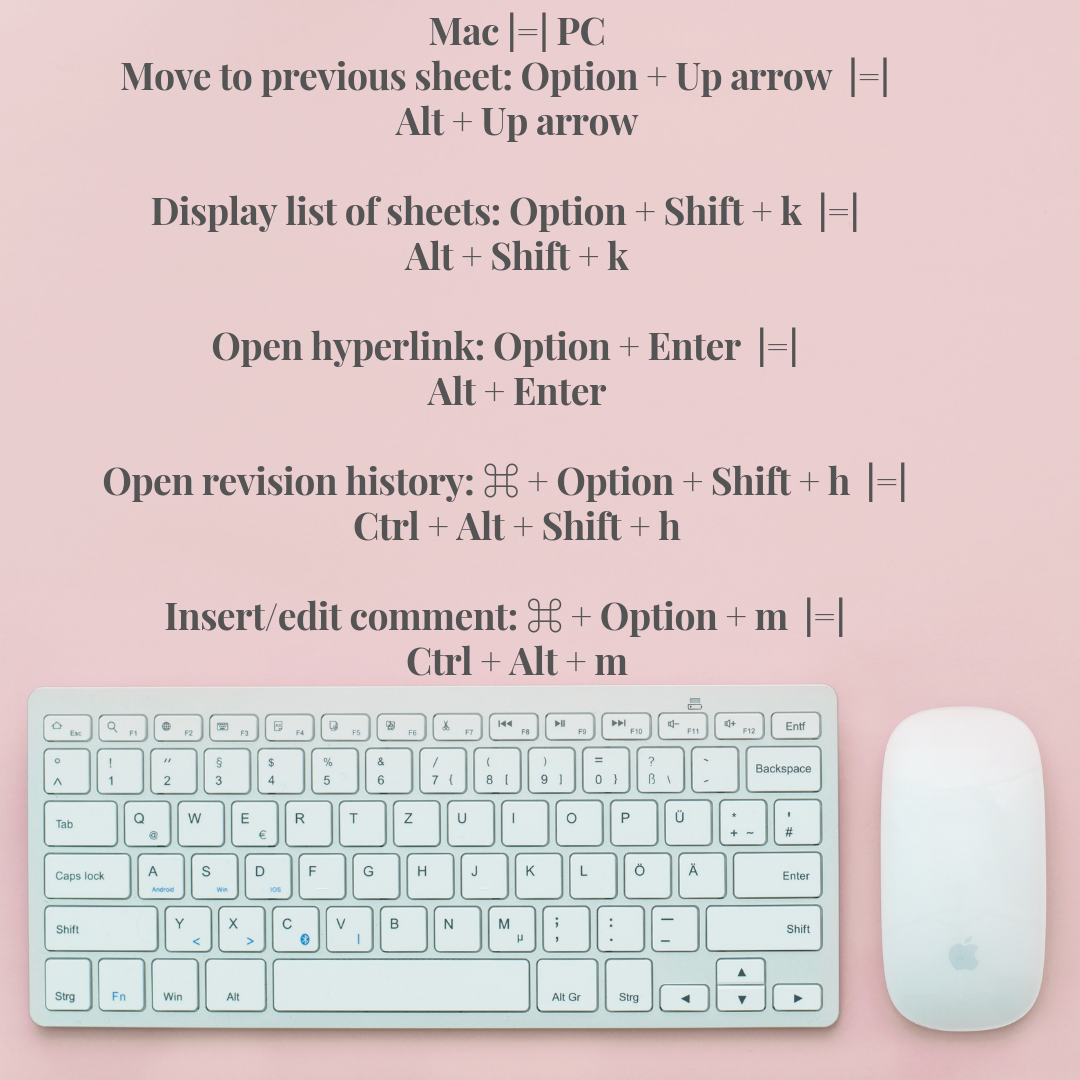 Mac |=| PC
Move to previous sheet: Option + Up arrow |=|
Alt + Up arrow
Display list of sheets: Option + Shift + k |=|
Alt + Shift + k
Open hyperlink: Option + Enter |=|
Alt + Enter
Open revision history: ⌘ + Option + Shift + h |=|
Ctrl + Alt + Shift + h
Insert/edit comment: ⌘ + Option + m |=|
Ctrl + Alt + m
Esc F1 F2 F3 F4 F5 F6 F7 F8 F9 F10 F11 F12 Entf
° ! " § $ % & / ( ) = ? `
^ 1 2 3 4 5 6 7 { 8 [ 9 ] 0 } ß \ - Backspace
Tab Q @ W E € R T Z U I O P Ü * + ~ ' #
Caps lock A Android S Win D IOS F G H J K L Ö Ä Enter
Shift Y < X > C V | B N M µ ; , : . — – Shift
Strg Fn Win Alt Alt Gr Strg ◀ ▲ ▼ ▶